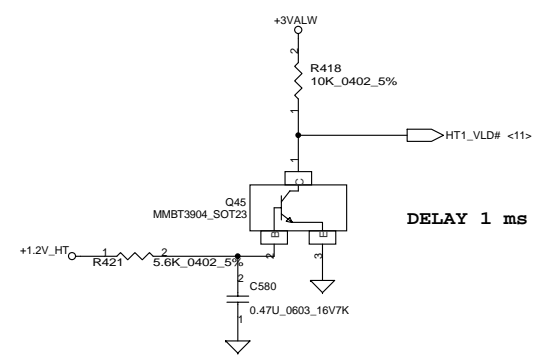 +3VALW
2
R418
10K_0402_5%
1
HT1_VLD# <11>
1
C
Q45
MMBT3904_SOT23
DELAY 1 ms
B
E
+1.2V_HT
1
2
2
3
R421
5.6K_0402_5%
2
C580
0.47U_0603_16V7K
1